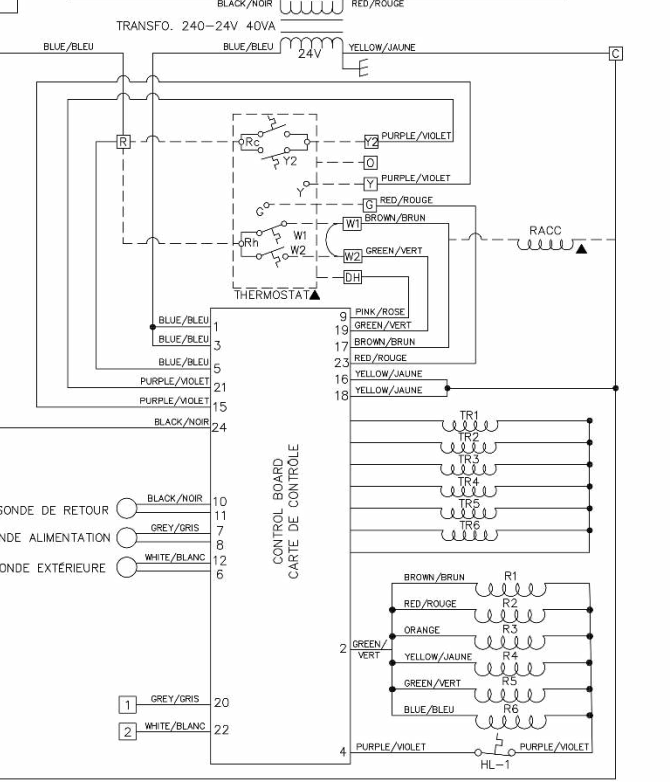 BLACK/NOIR RED/ROUGE
TRANSFO. 240-24V 40VA
BLUE/BLEU BLUE/BLEU 24V YELLOW/JAUNE
C
R Rc Y2 Y2 PURPLE/VIOLET
O
Y Y PURPLE/VIOLET
G G RED/ROUGE
W1 BROWN/BRUN
Rh W1
W2 W2 GREEN/VERT
RACC
DH
THERMOSTAT
9 PINK/ROSE
BLUE/BLEU 1 19 GREEN/VERT
BLUE/BLEU 3 17 BROWN/BRUN
BLUE/BLEU 5 23 RED/ROUGE
PURPLE/VIOLET 21 16 YELLOW/JAUNE
PURPLE/VIOLET 15 18 YELLOW/JAUNE
BLACK/NOIR 24
TR1
TR2
TR3
TR4
TR5
TR6
CONTROL BOARD
CARTE DE CONTRÔLE
SONDE DE RETOUR BLACK/NOIR 10
11
NDE ALIMENTATION GREY/GRIS 7
8
ONDE EXTÉRIEURE WHITE/BLANC 12
6
BROWN/BRUN R1
RED/ROUGE R2
ORANGE R3
2 GREEN/
VERT
YELLOW/JAUNE R4
GREEN/VERT R5
BLUE/BLEU R6
1 GREY/GRIS 20
2 WHITE/BLANC 22
4 PURPLE/VIOLET PURPLE/VIOLET
HL-1